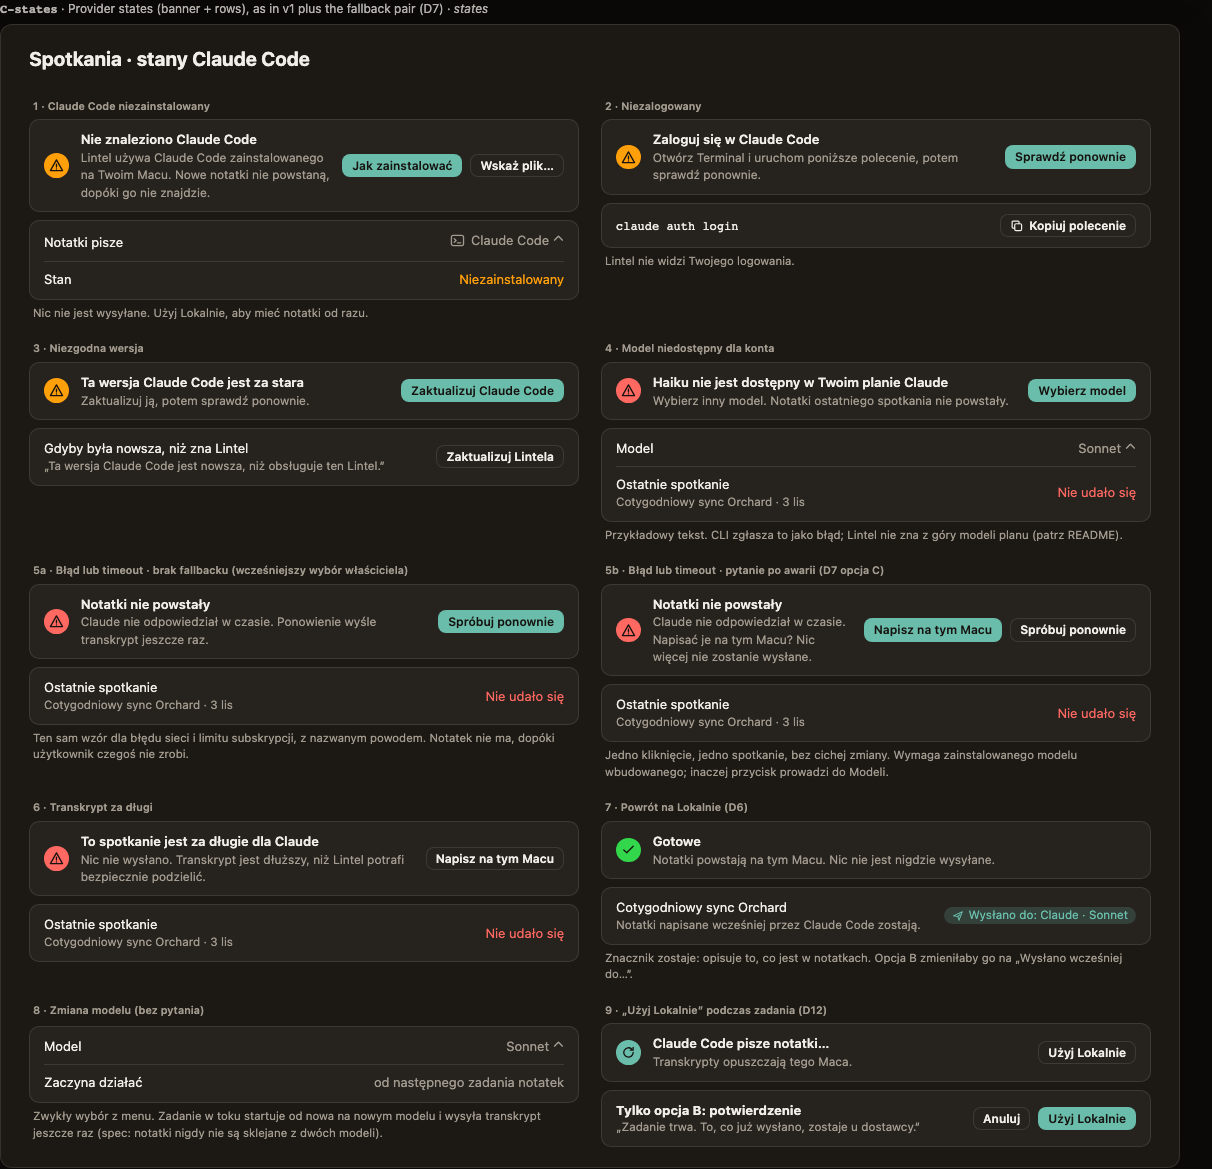 C-states · Provider states (banner + rows), as in v1 plus the fallback pair (D7) · states
Spotkania · stany Claude Code
1 · Claude Code niezainstalowany
Nie znaleziono Claude Code
Lintel używa Claude Code zainstalowanego
na Twoim Macu. Nowe notatki nie powstaną,
dopóki go nie znajdzie.
Jak zainstalować
Wskaż plik...
Notatki pisze
Claude Code
Stan
Niezainstalowany
Nic nie jest wysyłane. Użyj Lokalnie, aby mieć notatki od razu.
2 · Niezalogowany
Zaloguj się w Claude Code
Otwórz Terminal i uruchom poniższe polecenie, potem
sprawdź ponownie.
Sprawdź ponownie
claude auth login
Kopiuj polecenie
Lintel nie widzi Twojego logowania.
3 · Niezgodna wersja
Ta wersja Claude Code jest za stara
Zaktualizuj ją, potem sprawdź ponownie.
Zaktualizuj Claude Code
Gdyby była nowsza, niż zna Lintel
„Ta wersja Claude Code jest nowsza, niż obsługuje ten Lintel.”
Zaktualizuj Lintela
4 · Model niedostępny dla konta
Haiku nie jest dostępny w Twoim planie Claude
Wybierz inny model. Notatki ostatniego spotkania nie powstały.
Wybierz model
Model
Sonnet
Ostatnie spotkanie
Cotygodniowy sync Orchard · 3 lis
Nie udało się
Przykładowy tekst. CLI zgłasza to jako błąd; Lintel nie zna z góry modeli planu (patrz README).
5a · Błąd lub timeout · brak fallbacku (wcześniejszy wybór właściciela)
Notatki nie powstały
Claude nie odpowiedział w czasie. Ponowienie wyśle
transkrypt jeszcze raz.
Spróbuj ponownie
Ostatnie spotkanie
Cotygodniowy sync Orchard · 3 lis
Nie udało się
Ten sam wzór dla błędu sieci i limitu subskrypcji, z nazwanym powodem. Notatek nie ma, dopóki
użytkownik czegoś nie zrobi.
5b · Błąd lub timeout · pytanie po awarii (D7 opcja C)
Notatki nie powstały
Claude nie odpowiedział w czasie.
Napisać je na tym Macu? Nic
więcej nie zostanie wysłane.
Napisz na tym Macu
Spróbuj ponownie
Ostatnie spotkanie
Cotygodniowy sync Orchard · 3 lis
Nie udało się
Jedno kliknięcie, jedno spotkanie, bez cichej zmiany. Wymaga zainstalowanego modelu
wbudowanego; inaczej przycisk prowadzi do Modeli.
6 · Transkrypt za długi
To spotkanie jest za długie dla Claude
Nic nie wysłano. Transkrypt jest dłuższy, niż Lintel potrafi
bezpiecznie podzielić.
Napisz na tym Macu
Ostatnie spotkanie
Cotygodniowy sync Orchard · 3 lis
Nie udało się
7 · Powrót na Lokalnie (D6)
Gotowe
Notatki powstają na tym Macu. Nic nie jest nigdzie wysyłane.
Cotygodniowy sync Orchard
Notatki napisane wcześniej przez Claude Code zostają.
Wysłano do: Claude · Sonnet
Znacznik zostaje: opisuje to, co jest w notatkach. Opcja B zmieniłaby go na „Wysłano wcześniej
do...”.
8 · Zmiana modelu (bez pytania)
Model
Sonnet
Zaczyna działać
od następnego zadania notatek
Zwykły wybór z menu. Zadanie w toku startuje od nowa na nowym modelu i wysyła transkrypt
jeszcze raz (spec: notatki nigdy nie są sklejane z dwóch modeli).
9 · „Użyj Lokalnie” podczas zadania (D12)
Claude Code pisze notatki...
Transkrypty opuszczają tego Maca.
Użyj Lokalnie
Tylko opcja B: potwierdzenie
„Zadanie trwa. To, co już wysłano, zostaje u dostawcy.”
Anuluj
Użyj Lokalnie